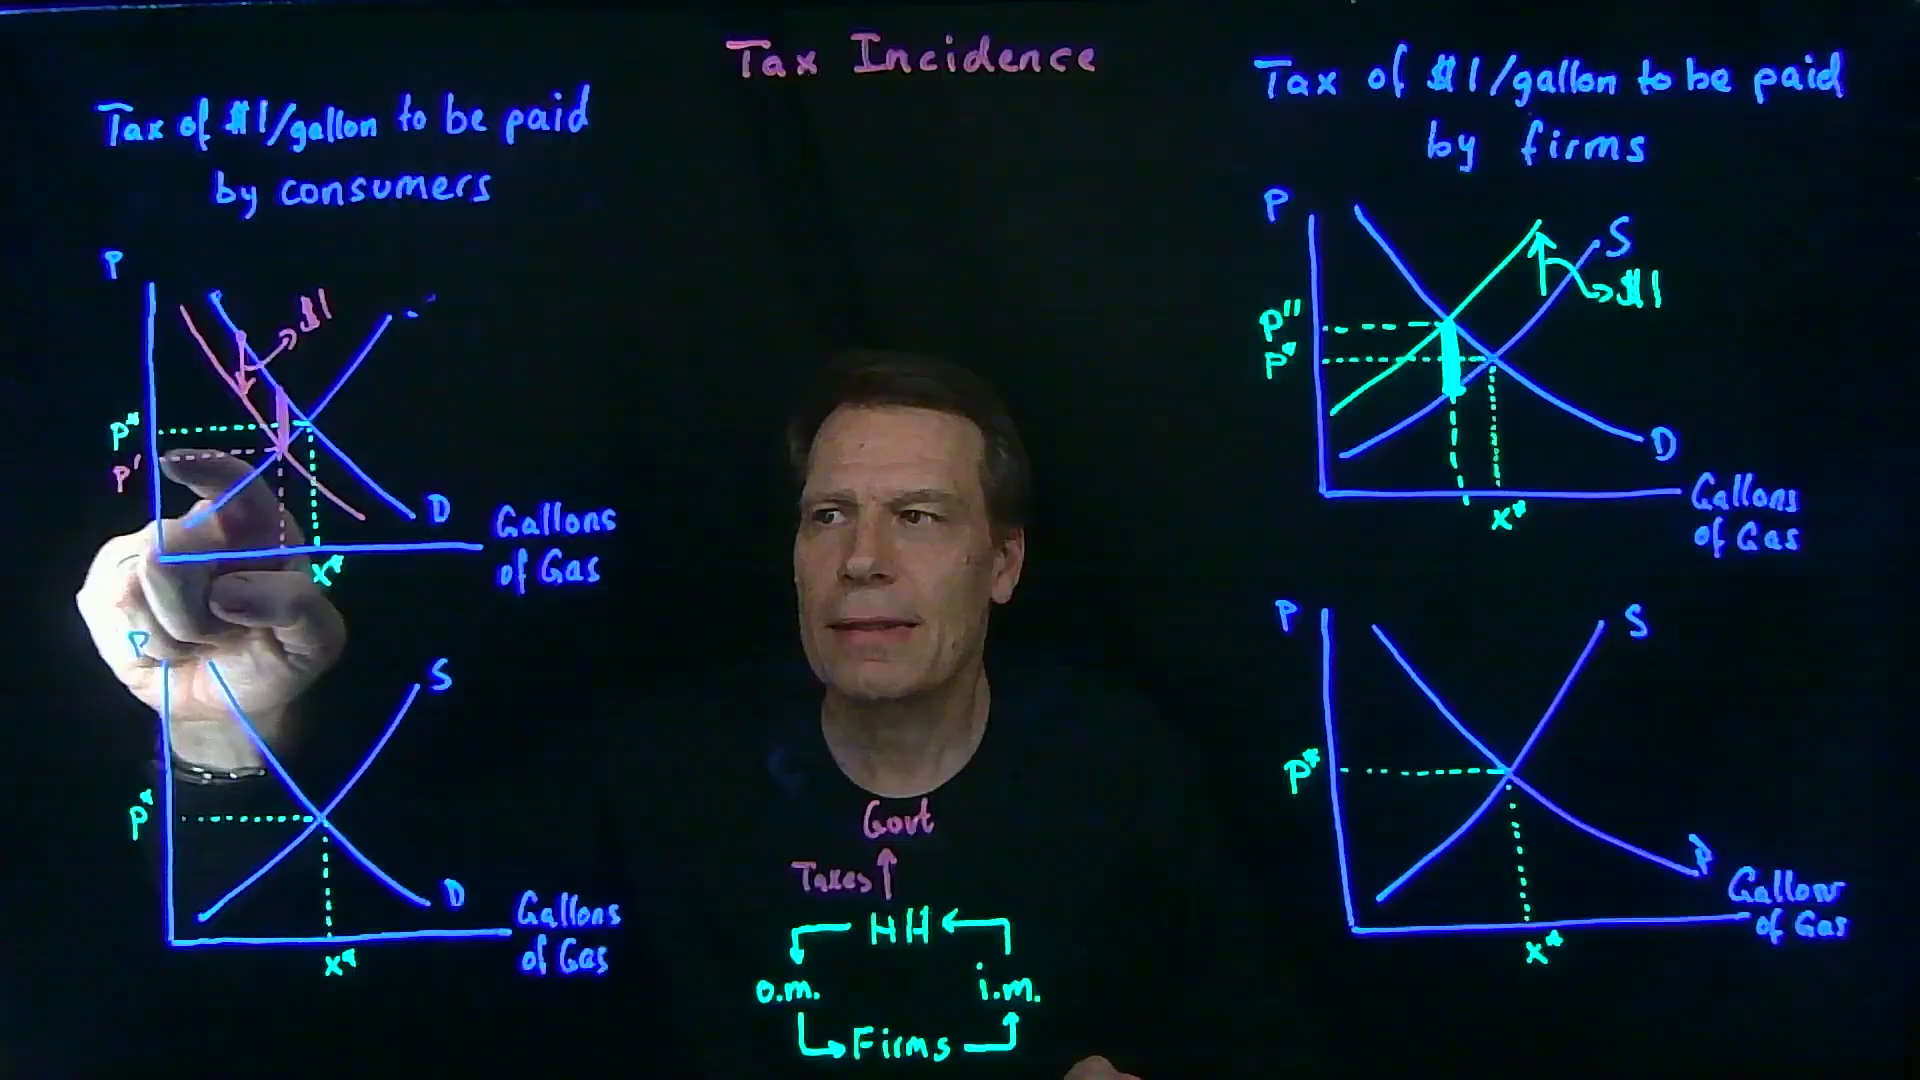 Tax Incidence
Tax of $1/gallon to be paid
by consumers
P
$1
P*
P'
D
Gallons
of Gas
X*
P
S
P*
D
Gallons
of Gas
X*
Tax of $1/gallon to be paid
by firms
P
S
$1
P"
P*
D
Gallons
of Gas
X*
P
S
P*
Gallons
of Gas
X*
Govt
Taxes
HH
o.m.
i.m.
Firms